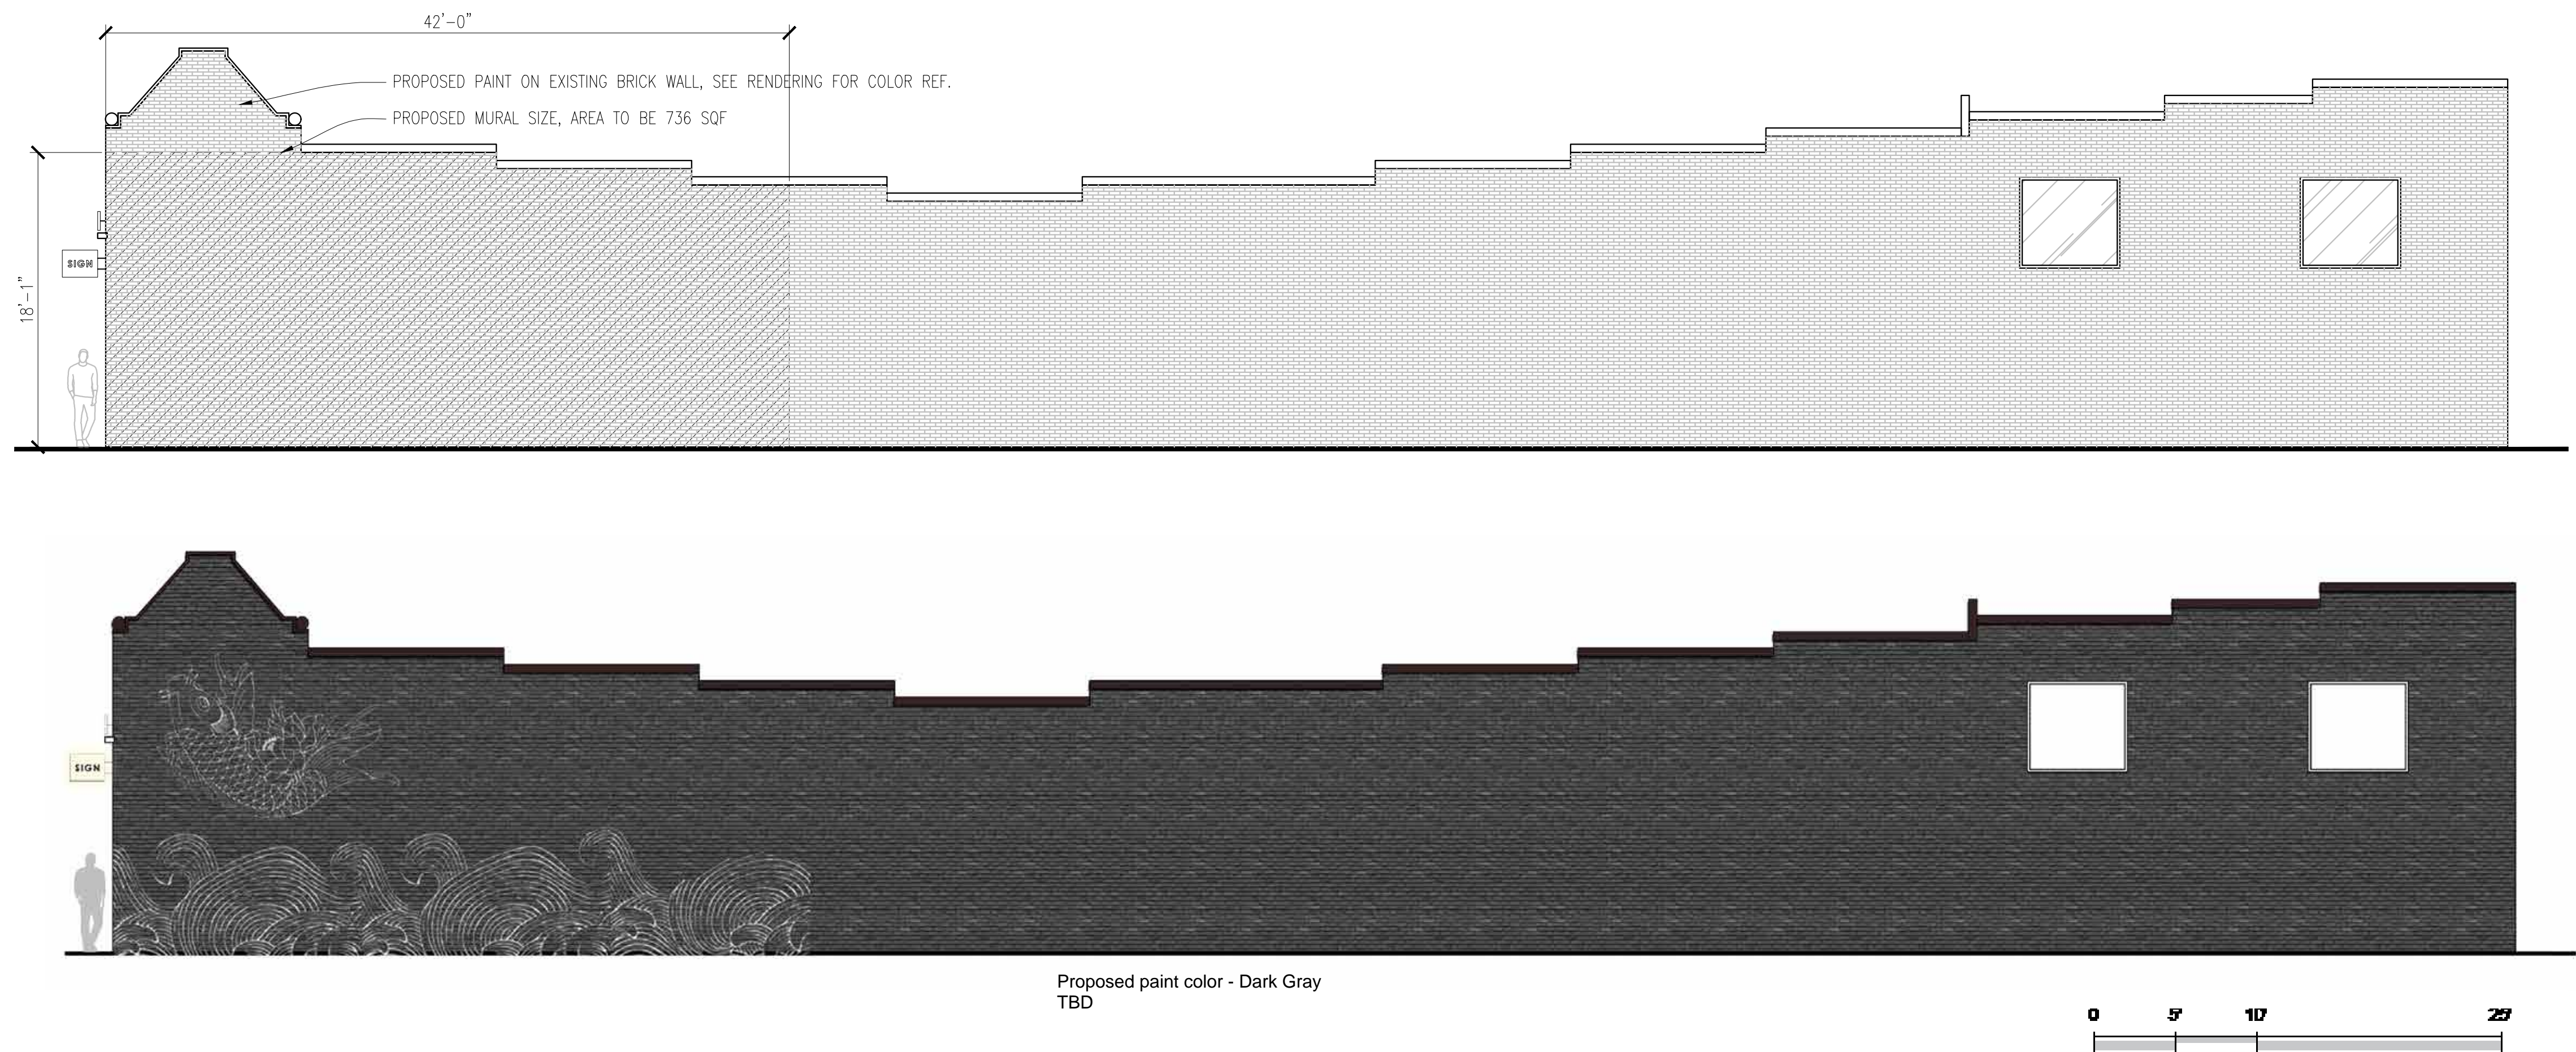 42'-0"
PROPOSED PAINT ON EXISTING BRICK WALL, SEE RENDERING FOR COLOR REF.
PROPOSED MURAL SIZE, AREA TO BE 736 SQF
SIGN
18'-1"
SIGN
Proposed paint color - Dark Gray
TBD
0 5' 10' 25'